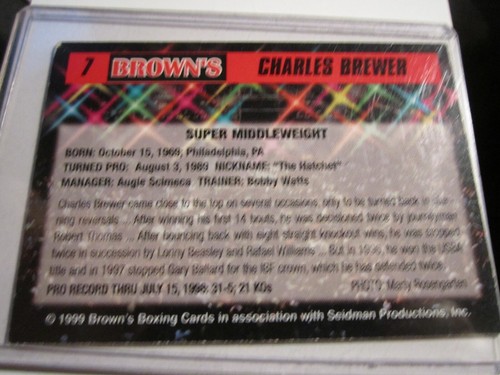 7 BROWN'S CHARLES BREWER
SUPER MIDDLEWEIGHT
BORN: October 15, 1969; Philadelphia, PA
TURNED PRO: August 3, 1989 NICKNAME: "The Hatchet"
MANAGER: Augie Scimeca TRAINER: Bobby Watts
Charles Brewer came close to the top on several occasions, only to be turned back in stun-
ning reversals ... After winning his first 14 bouts, he was decisioned twice by journeyman
Robert Thomas ... After bouncing back with eight straight knockout wins, he was stopped
twice in succession by Lonny Beasley and Rafael Williams ... But in he won the USBA
title and in 1997 stopped Gary Ballard for the IBF crown, which he has defended twice.
PRO RECORD THRU JULY 15, 1998: 31-5; 21 KOs PHOTO: Marty Rosengarten
© 1999 Brown's Boxing Cards in association with Seidman Productions, Inc.